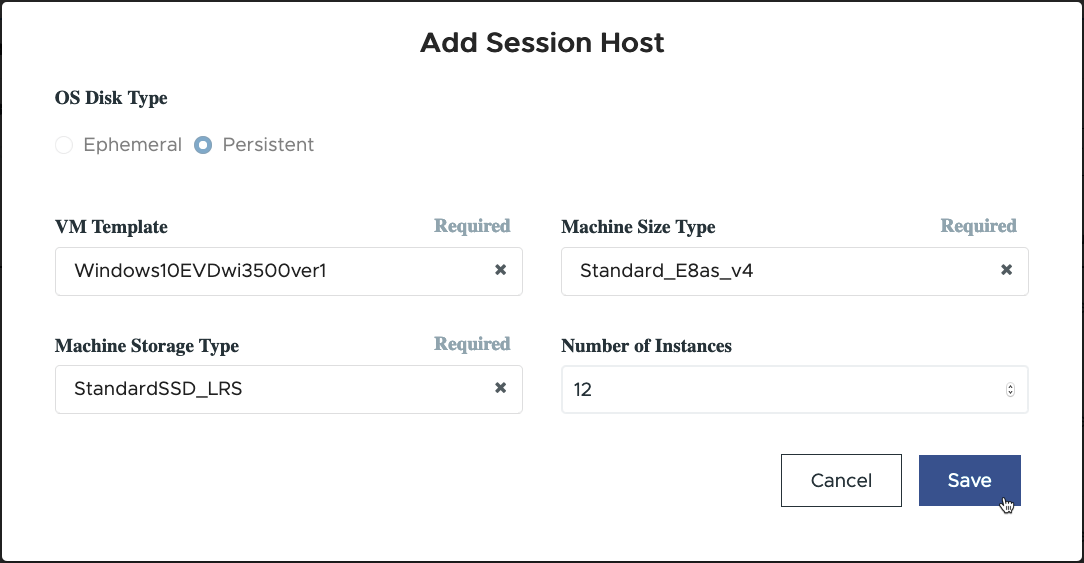 Add Session Host
OS Disk Type
Ephemeral Persistent
VM Template Required
Machine Size Type Required
Windows10EVDwi3500ver1
Standard_E8as_v4
Machine Storage Type Required
Number of Instances
StandardSSD_LRS
12
Cancel Save